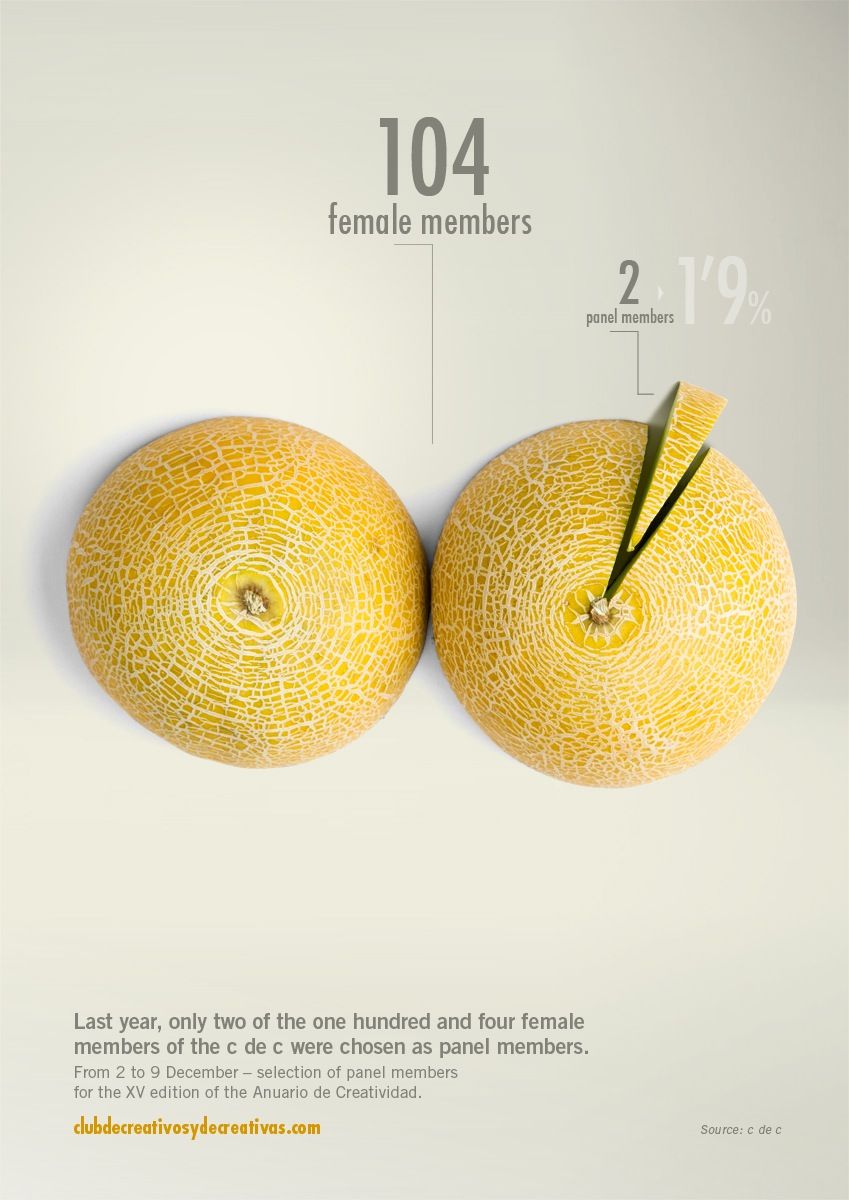 104
female members
2
panel members
1'9%
Last year, only two of the one hundred and four female
members of the c de c were chosen as panel members.
From 2 to 9 December – selection of panel members
for the XV edition of the Anuario de Creatividad.
clubdecreativosydecreativas.com
Source: c de c